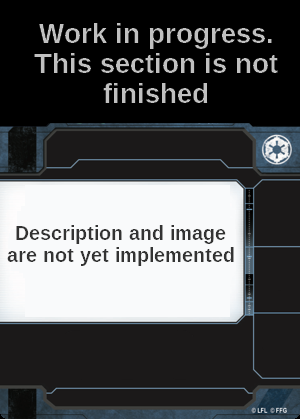 Work in progress.
This section is not
finished
Description and image
are not yet implemented
© LFL © FFG